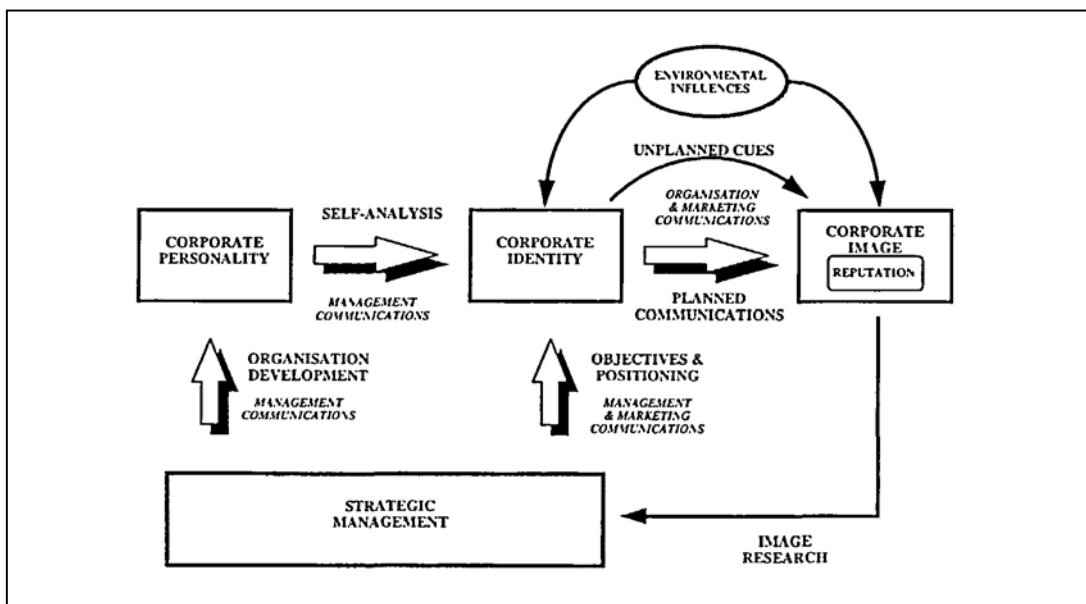 ENVIRONMENTAL
INFLUENCES
UNPLANNED CUES
ORGANISATION
& MARKETING
COMMUNICATIONS
SELF-ANALYSIS
CORPORATE
PERSONALITY
CORPORATE
IDENTITY
CORPORATE
IMAGE
REPUTATION
MANAGEMENT
COMMUNICATIONS
PLANNED
COMMUNICATIONS
ORGANISATION
DEVELOPMENT
MANAGEMENT
COMMUNICATIONS
OBJECTIVES &
POSITIONING
MANAGEMENT
& MARKETING
COMMUNICATIONS
STRATEGIC
MANAGEMENT
IMAGE
RESEARCH